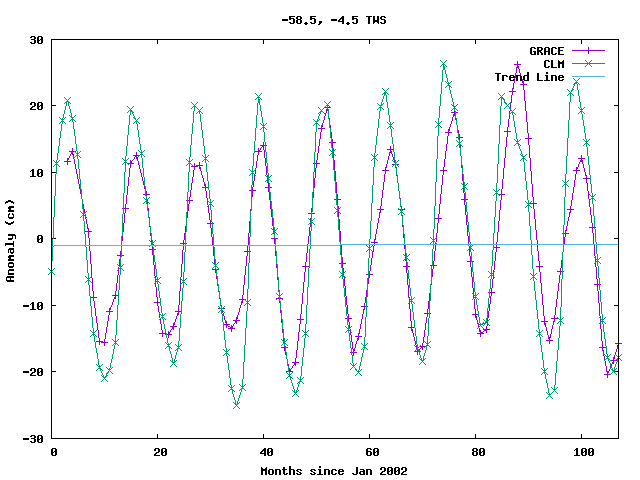 -58.5, -4.5 TWS
GRACE
CLM
Trend Line
30
20
10
0
-10
-20
-30
Anomaly (cm)
0 20 40 60 80 100
Months since Jan 2002